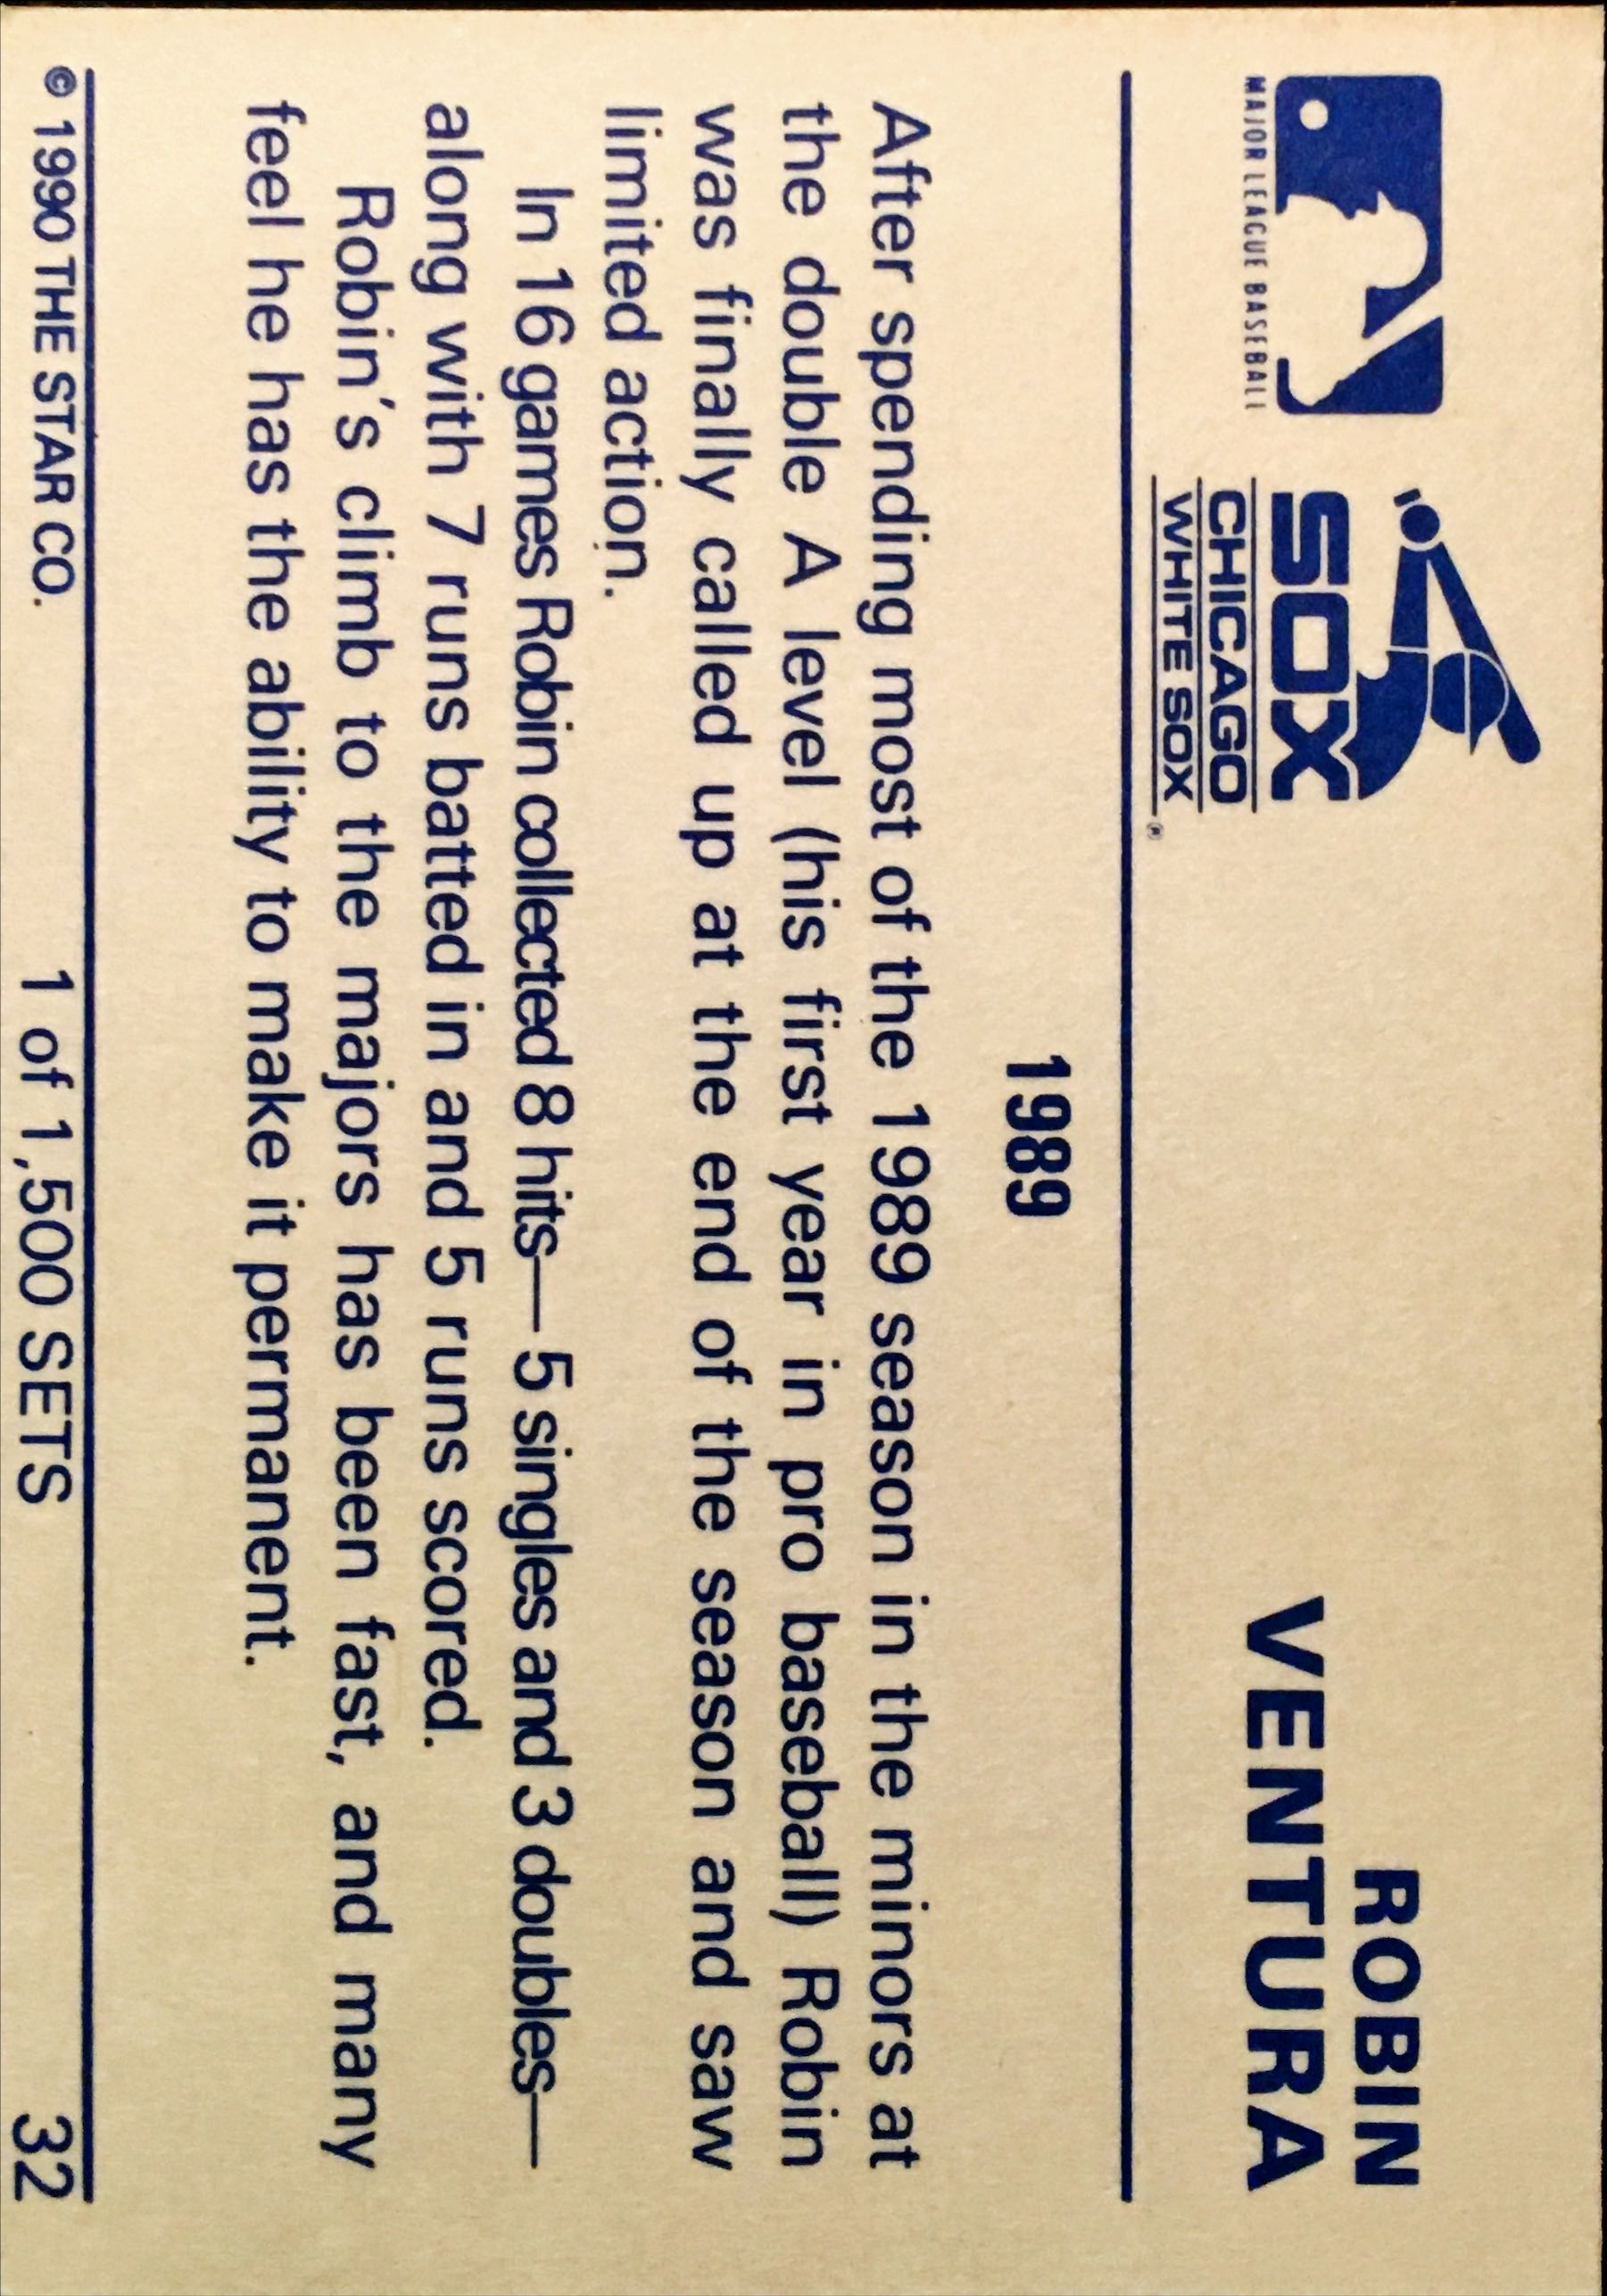 MAJOR LEAGUE BASEBALL
SOX
CHICAGO
WHITE SOX
®
ROBIN
VENTURA
1989
After spending most of the 1989 season in the minors at
the double A level (his first year in pro baseball) Robin
was finally called up at the end of the season and saw
limited action.
In 16 games Robin collected 8 hits—5 singles and 3 doubles—
along with 7 runs batted in and 5 runs scored.
Robin's climb to the majors has been fast, and many
feel he has the ability to make it permanent.
© 1990 THE STAR CO.
1 of 1,500 SETS
32